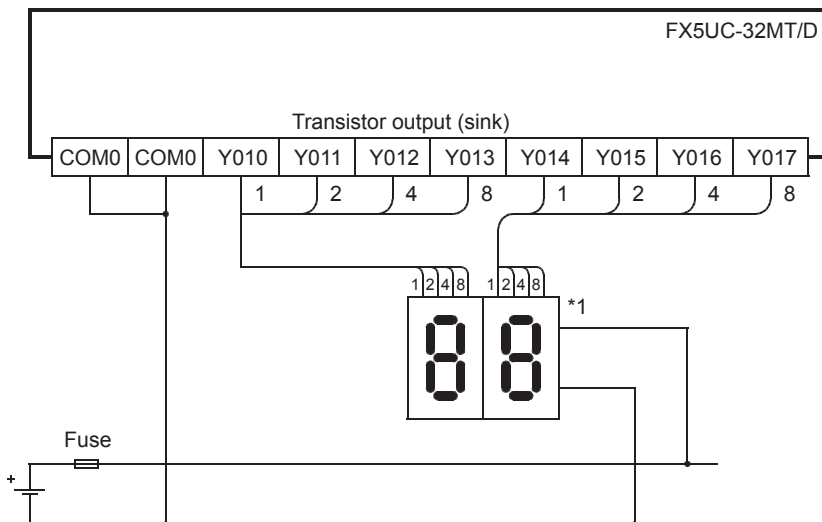 FX5UC-32MT/D
Transistor output (sink)
COM0 COM0 Y010 Y011 Y012 Y013 Y014 Y015 Y016 Y017
1 2 4 8 1 2 4 8
1 2 4 8 1 2 4 8
*1
Fuse
+